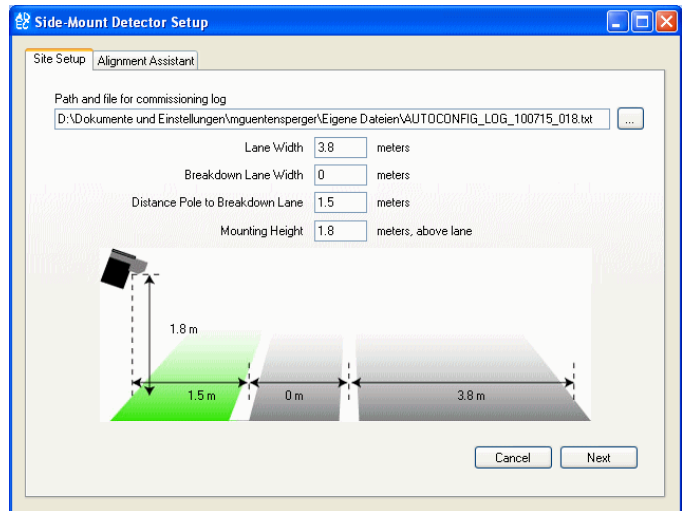 Side-Mount Detector Setup
Site Setup Alignment Assistant
Path and file for commissioning log
D:\Dokumente und Einstellungen\mguentensperger\Eigene Dateien\AUTOCONFIG_LOG_100715_018.txt ...
Lane Width 3.8 meters
Breakdown Lane Width 0 meters
Distance Pole to Breakdown Lane 1.5 meters
Mounting Height 1.8 meters, above lane
1.8 m
1.5 m 0 m 3.8 m
Cancel Next